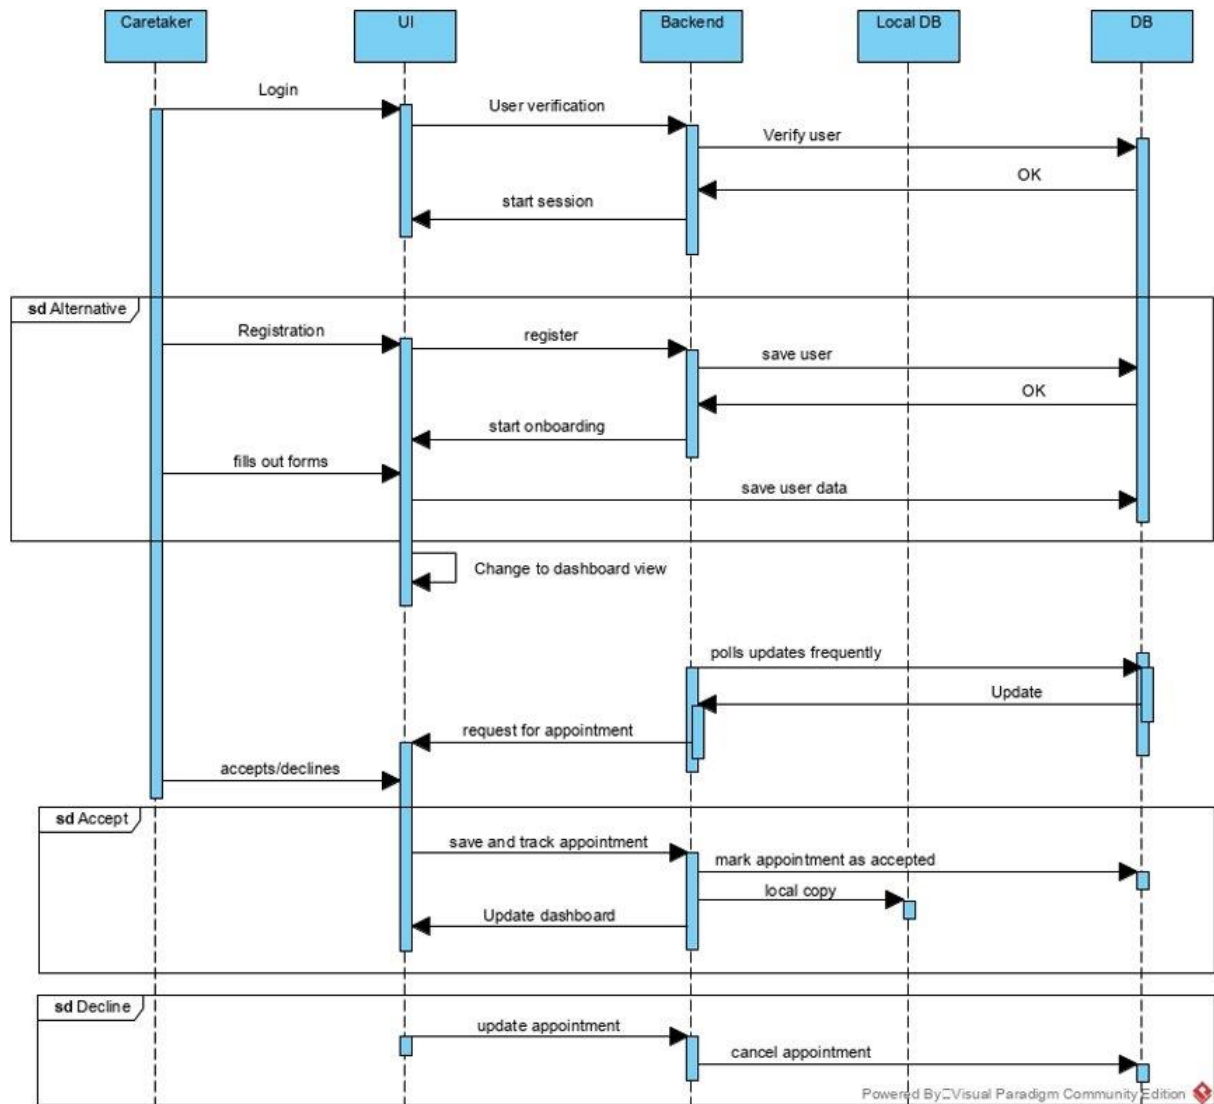 Caretaker
UI
Backend
Local DB
DB
Login
User verification
Verify user
OK
start session
sd Alternative
Registration
register
save user
OK
start onboarding
fills out forms
save user data
Change to dashboard view
polls updates frequently
Update
request for appointment
accepts/declines
sd Accept
save and track appointment
mark appointment as accepted
local copy
Update dashboard
sd Decline
update appointment
cancel appointment
Powered By Visual Paradigm Community Edition